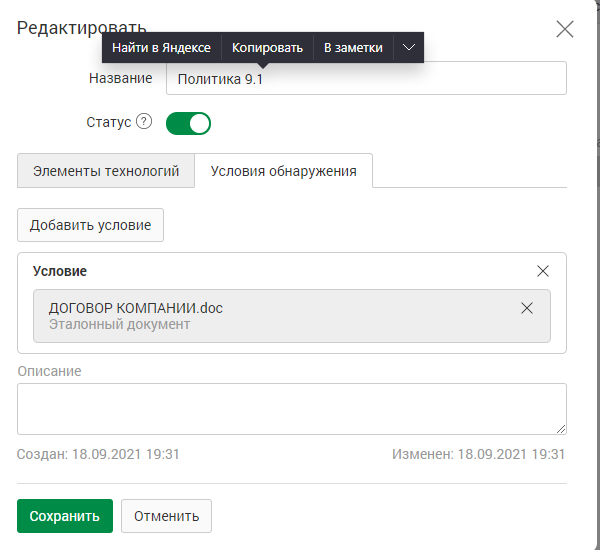 Редактировать
Найти в Яндексе Копировать В заметки
Название Политика 9.1
Статус ?
Элементы технологий Условия обнаружения
Добавить условие
Условие
ДОГОВОР КОМПАНИИ.doc
Эталонный документ
Описание
Создан: 18.09.2021 19:31 Изменен: 18.09.2021 19:31
Сохранить Отменить